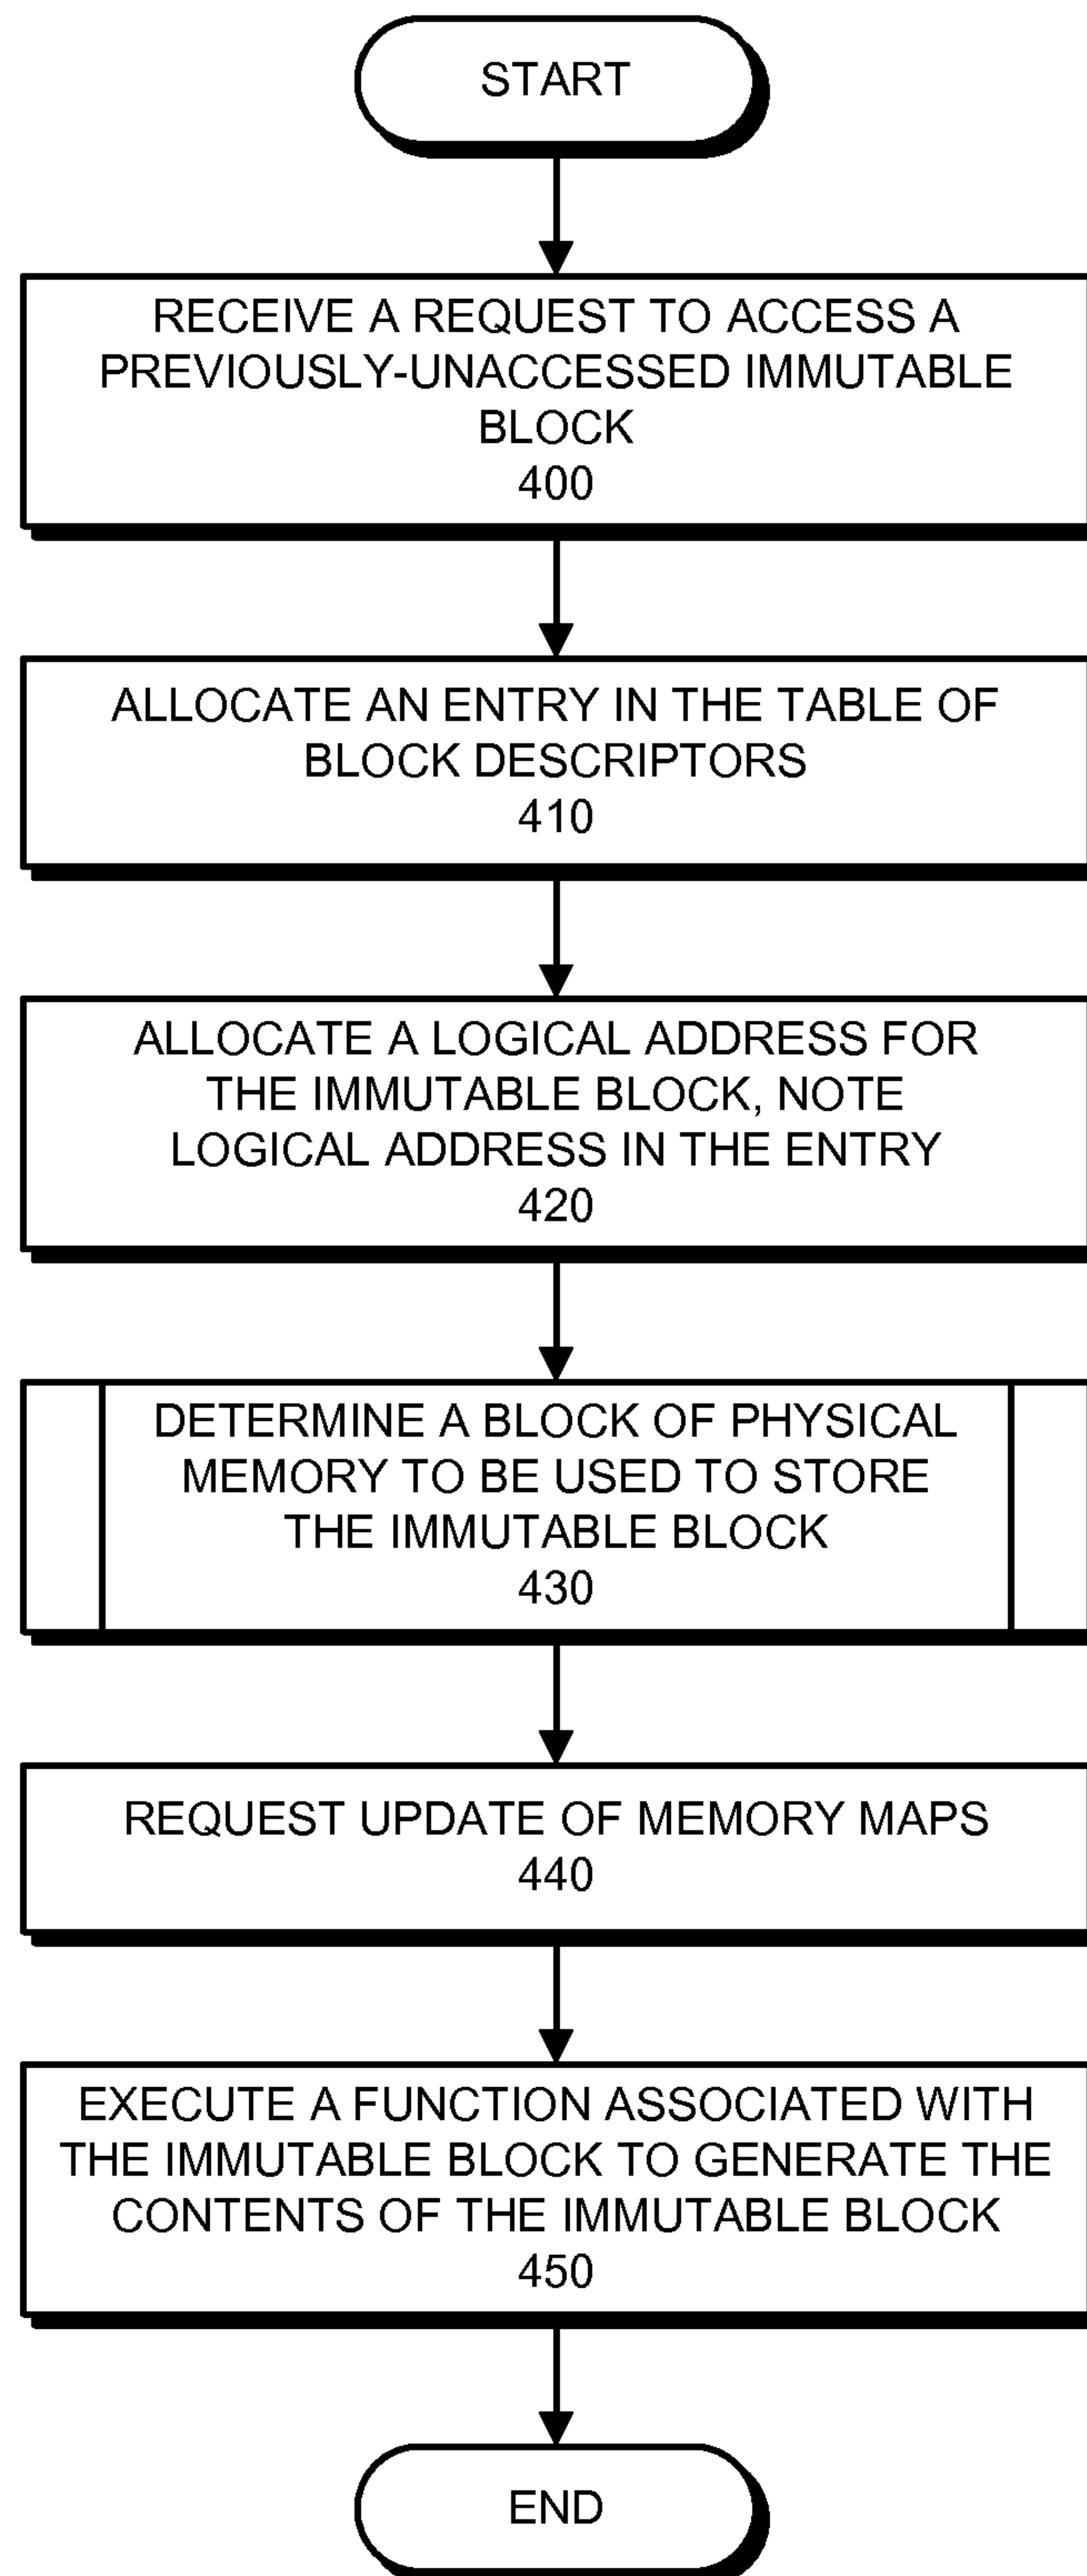 START
RECEIVE A REQUEST TO ACCESS A
PREVIOUSLY-UNACCESSED IMMUTABLE
BLOCK
400
ALLOCATE AN ENTRY IN THE TABLE OF
BLOCK DESCRIPTORS
410
ALLOCATE A LOGICAL ADDRESS FOR
THE IMMUTABLE BLOCK, NOTE
LOGICAL ADDRESS IN THE ENTRY
420
DETERMINE A BLOCK OF PHYSICAL
MEMORY TO BE USED TO STORE
THE IMMUTABLE BLOCK
430
REQUEST UPDATE OF MEMORY MAPS
440
EXECUTE A FUNCTION ASSOCIATED WITH
THE IMMUTABLE BLOCK TO GENERATE THE
CONTENTS OF THE IMMUTABLE BLOCK
450
END